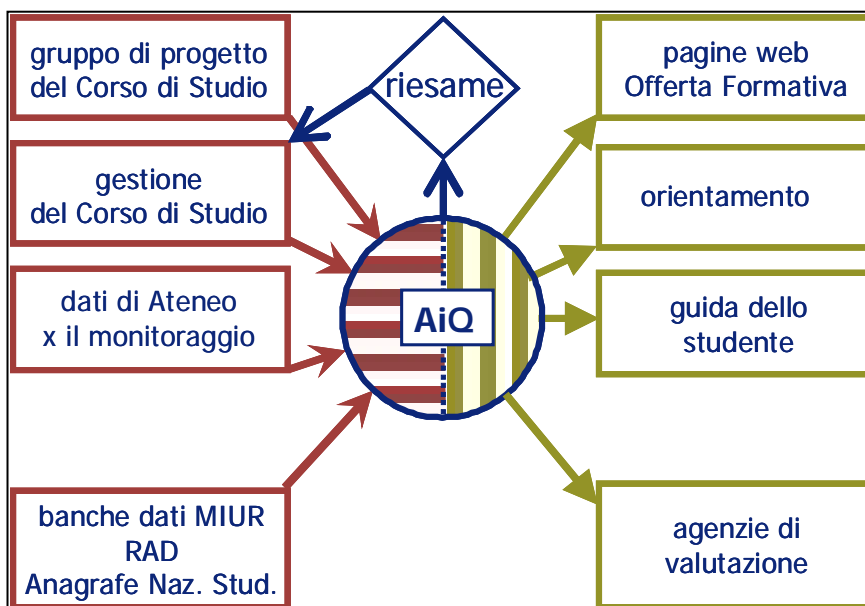 gruppo di progetto
del Corso di Studio
gestione
del Corso di Studio
dati di Ateneo
x il monitoraggio
banche dati MIUR
RAD
Anagrafe Naz. Stud.
riesame
AiQ
pagine web
Offerta Formativa
orientamento
guida dello
studente
agenzie di
valutazione